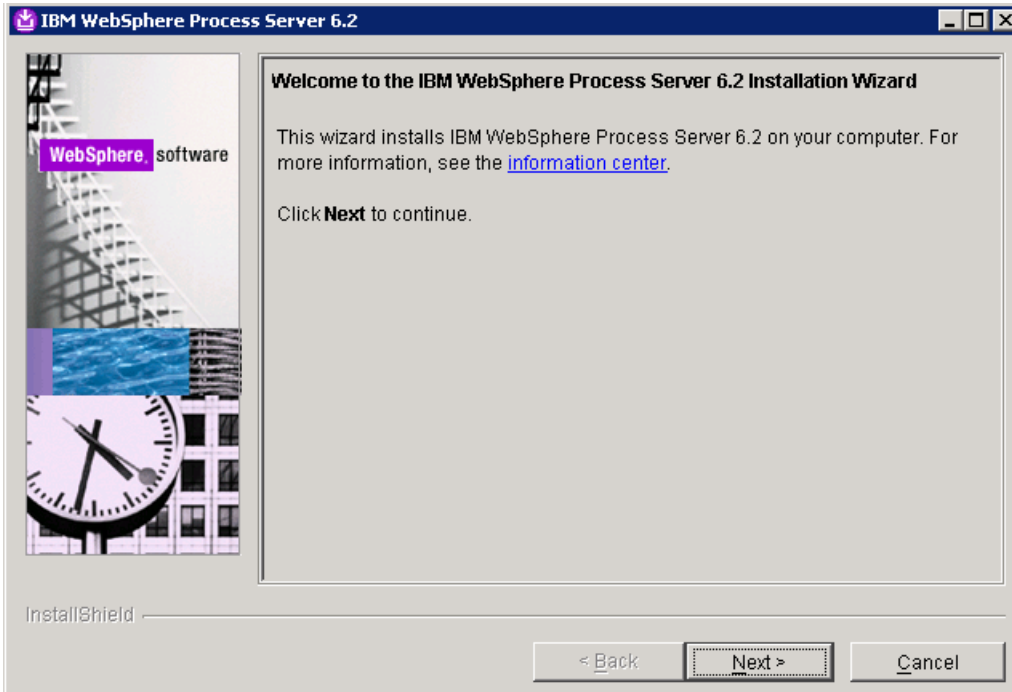 IBM WebSphere Process Server 6.2
WebSphere. software
Welcome to the IBM WebSphere Process Server 6.2 Installation Wizard
This wizard installs IBM WebSphere Process Server 6.2 on your computer. For
more information, see the information center.
Click Next to continue.
InstallShield
< Back
Next >
Cancel